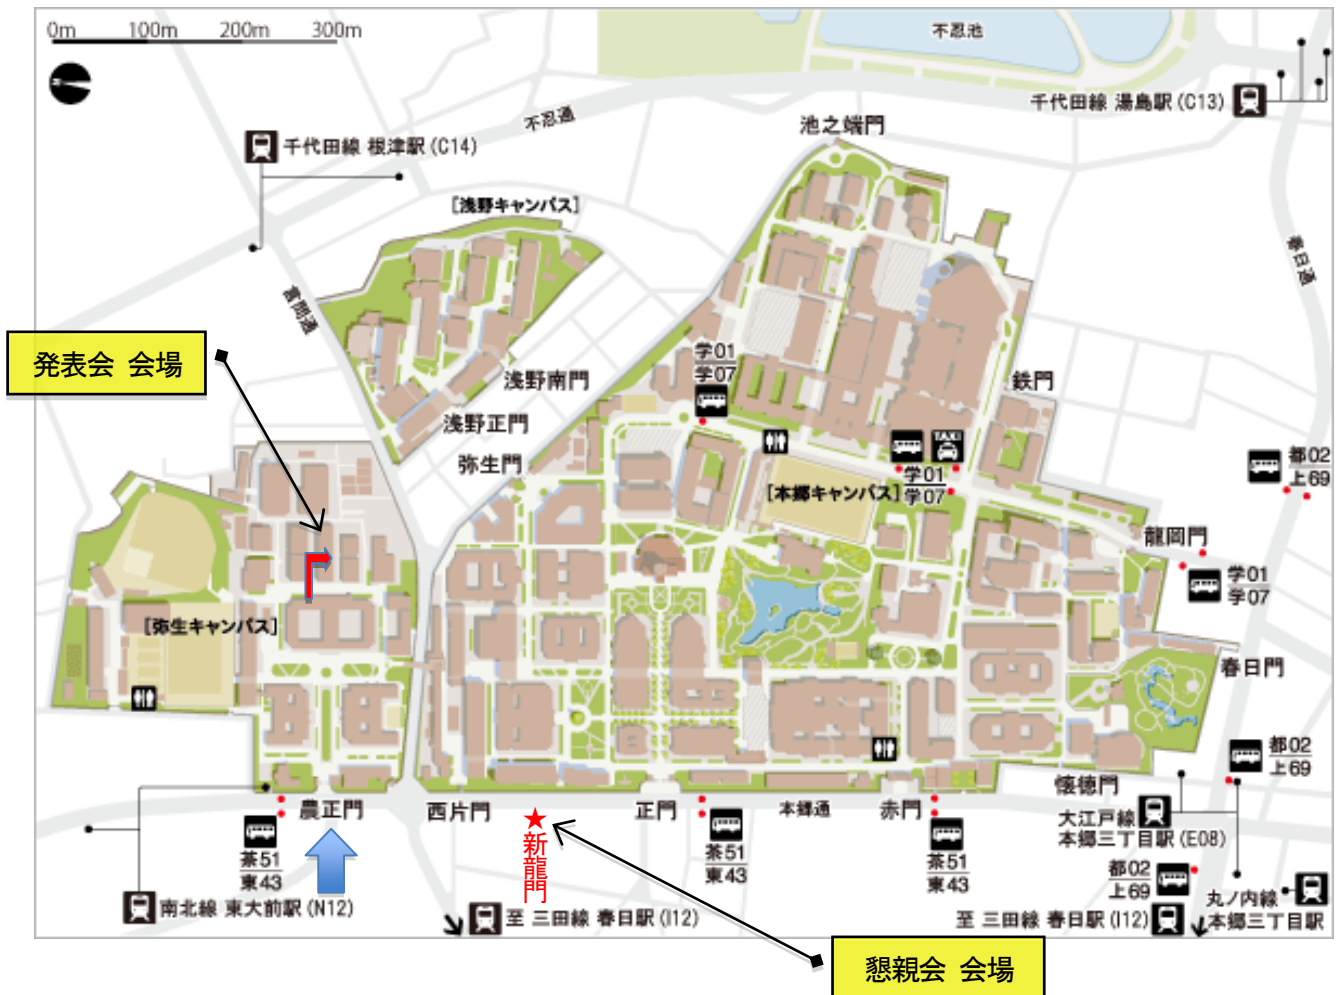 0m 100m 200m 300m
不忍池
千代田線 湯島駅 (C13)
不忍通
池之端門
千代田線 根津駅 (C14)
[浅野キャンパス]
春日通
言問通
発表会 会場
学01
学07
浅野南門
鉄門
浅野正門
弥生門
TAXI
学01
学07
[本郷キャンパス]
都02
上69
龍岡門
学01
学07
[弥生キャンパス]
春日門
都02
上69
懐徳門
農正門
西片門
★
新龍門
正門
本郷通
赤門
大江戸線
本郷三丁目駅 (E08)
茶51
東43
茶51
東43
茶51
東43
都02
上69
南北線 東大前駅 (N12)
至 三田線 春日駅 (I12)
至 三田線 春日駅 (I12)
丸ノ内線
本郷三丁目駅
懇親会 会場